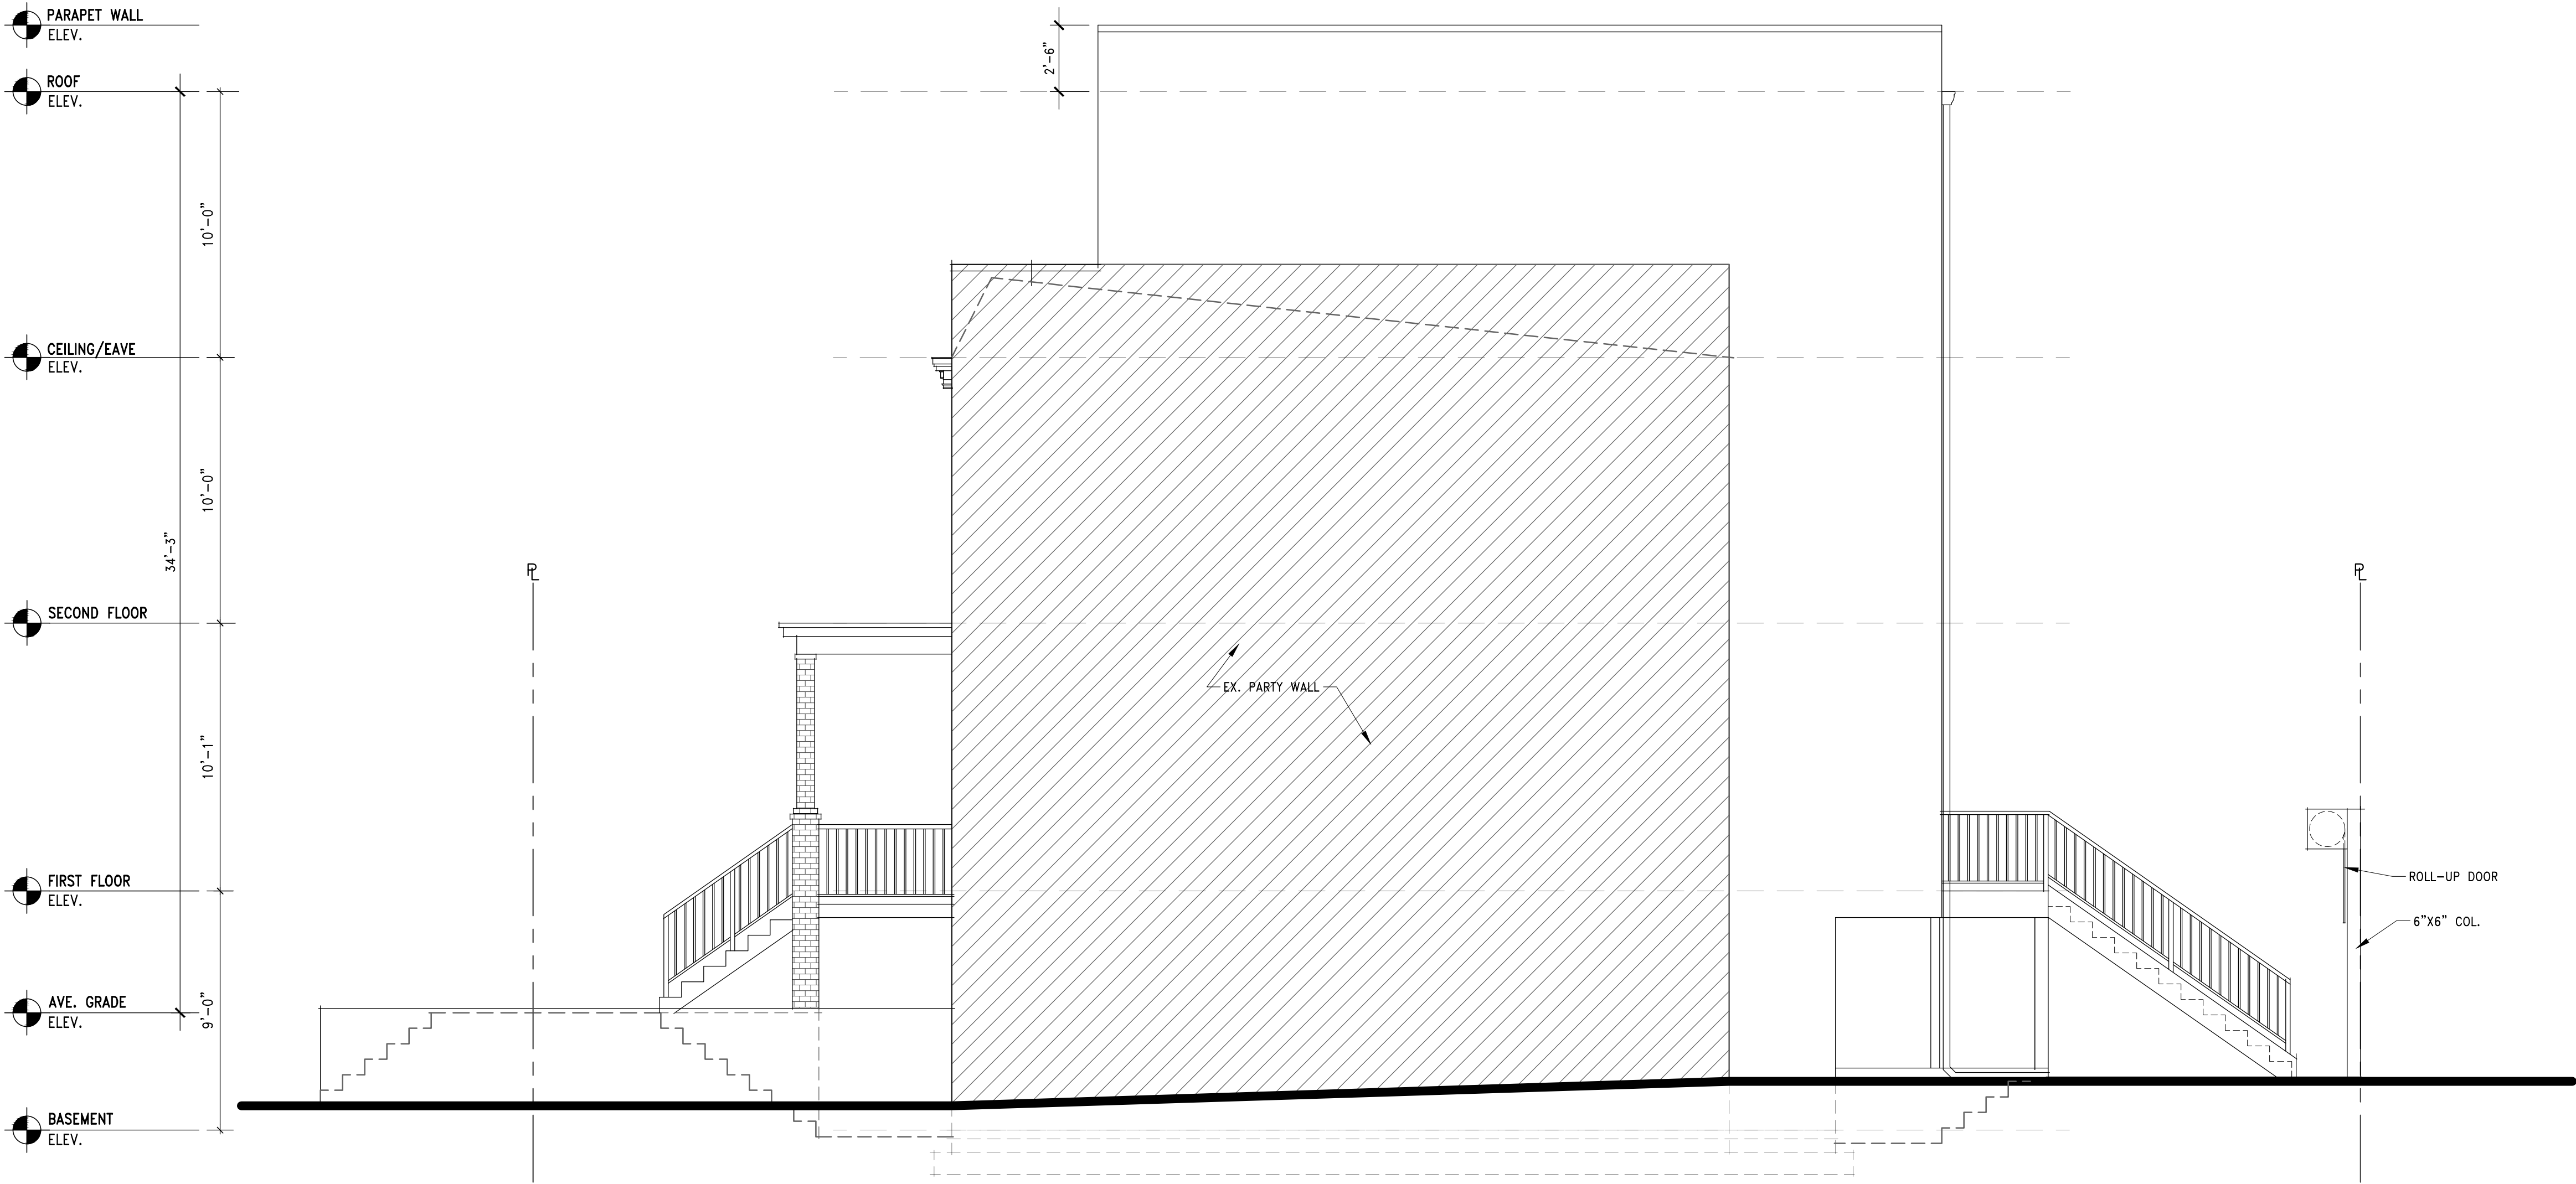 PARAPET WALL
ELEV.
2'-6"
ROOF
ELEV.
10'-0"
CEILING/EAVE
ELEV.
10'-0"
34'-3"
PL
PL
SECOND FLOOR
EX. PARTY WALL
10'-1"
ROLL-UP DOOR
FIRST FLOOR
ELEV.
6"X6" COL.
AVE. GRADE
ELEV.
9'-0"
BASEMENT
ELEV.